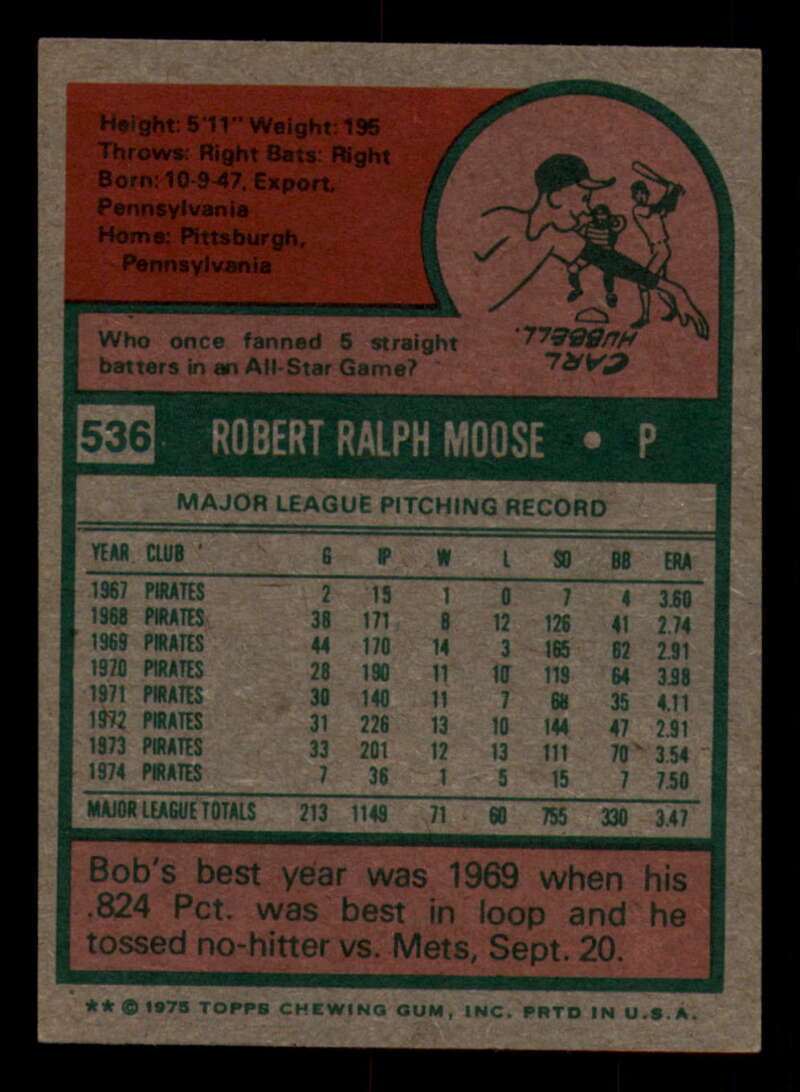 Height: 5'11" Weight: 195
Throws: Right Bats: Right
Born: 10-9-47, Export,
Pennsylvania
Home: Pittsburgh,
Pennsylvania
Who once fanned 5 straight
batters in an All-Star Game?
CARL
HUBBELL.
536 ROBERT RALPH MOOSE • P
MAJOR LEAGUE PITCHING RECORD
YEAR CLUB G IP W L SO BB ERA
1967 PIRATES 2 15 1 0 7 4 3.60
1968 PIRATES 38 171 8 12 126 41 2.74
1969 PIRATES 44 170 14 3 165 62 2.91
1970 PIRATES 28 190 11 10 119 64 3.98
1971 PIRATES 30 140 11 7 68 35 4.11
1972 PIRATES 31 226 13 10 144 47 2.91
1973 PIRATES 33 201 12 13 111 70 3.54
1974 PIRATES 7 36 1 5 15 7 7.50
MAJOR LEAGUE TOTALS 213 1149 71 60 755 330 3.47
Bob's best year was 1969 when his
.824 Pct. was best in loop and he
tossed no-hitter vs. Mets, Sept. 20.
** © 1975 TOPPS CHEWING GUM, INC. PRTD IN U.S.A.